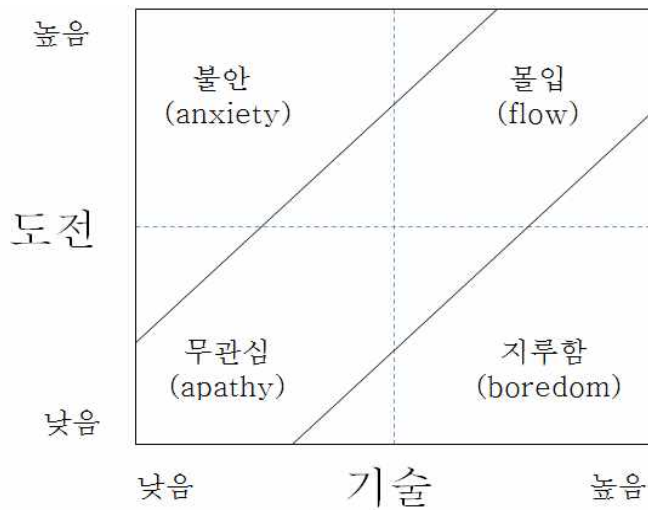 높음
불안
(anxiety)
몰입
(flow)
도전
무관심
(apathy)
지루함
(boredom)
낮음
낮음
기술
높음